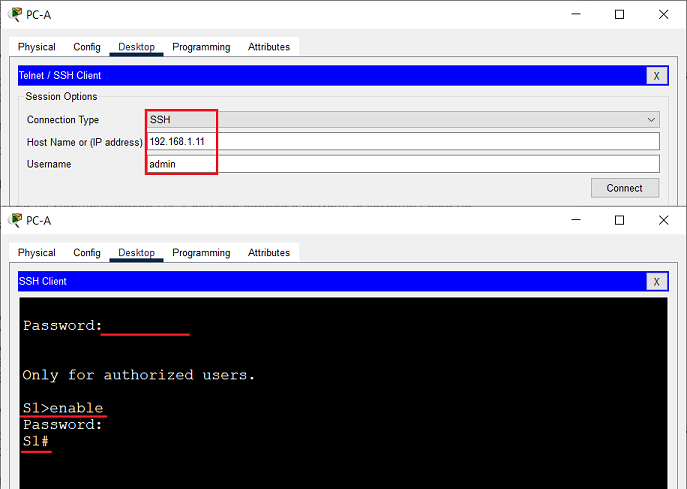 PC-A
Physical Config Desktop Programming Attributes
Telnet / SSH Client X
Session Options
Connection Type SSH
Host Name or (IP address) 192.168.1.11
Username admin
Connect
PC-A
Physical Config Desktop Programming Attributes
SSH Client X
Password:
Only for authorized users.
S1>enable
Password:
S1#